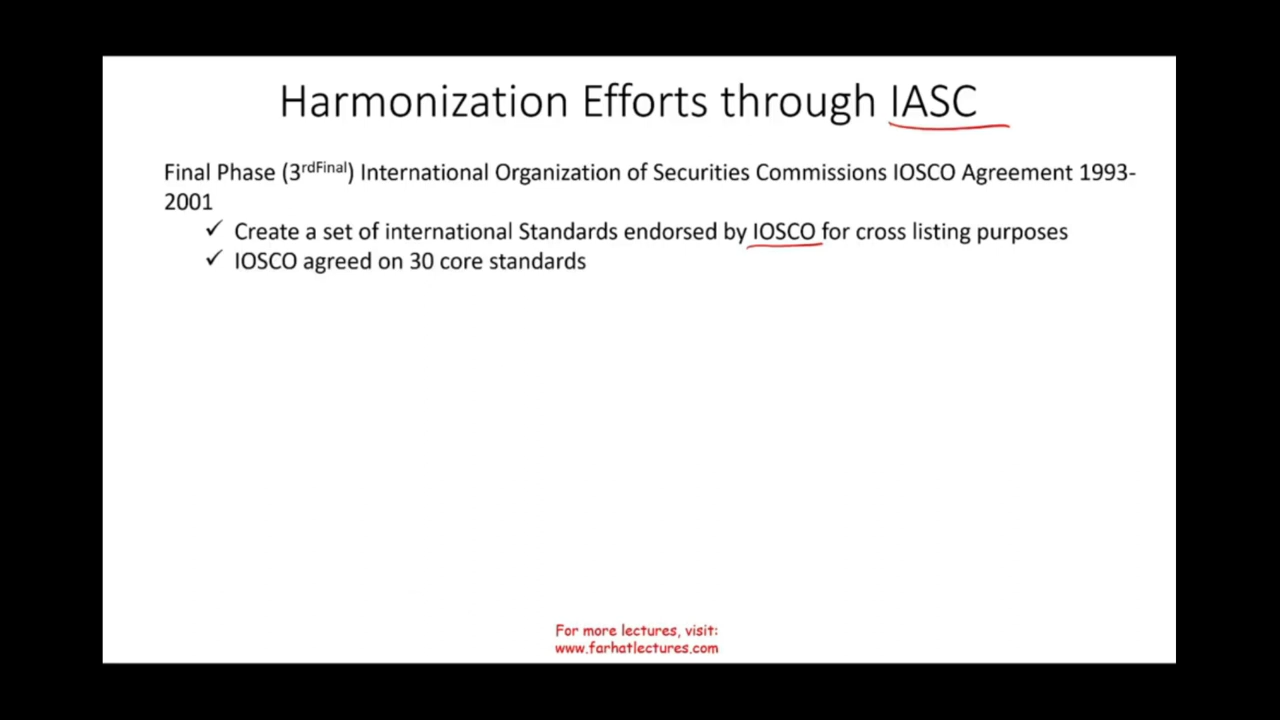 Harmonization Efforts through IASC
Final Phase (3rdFinal) International Organization of Securities Commissions IOSCO Agreement 1993-
2001
✓ Create a set of international Standards endorsed by IOSCO for cross listing purposes
✓ IOSCO agreed on 30 core standards
For more lectures, visit:
www.farhatlectures.com